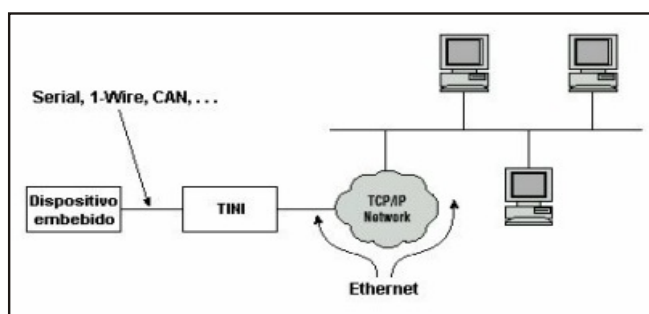 Serial, 1-Wire, CAN, . . .
Dispositivo
embebido
TINI
TCP/IP
Network
Ethernet